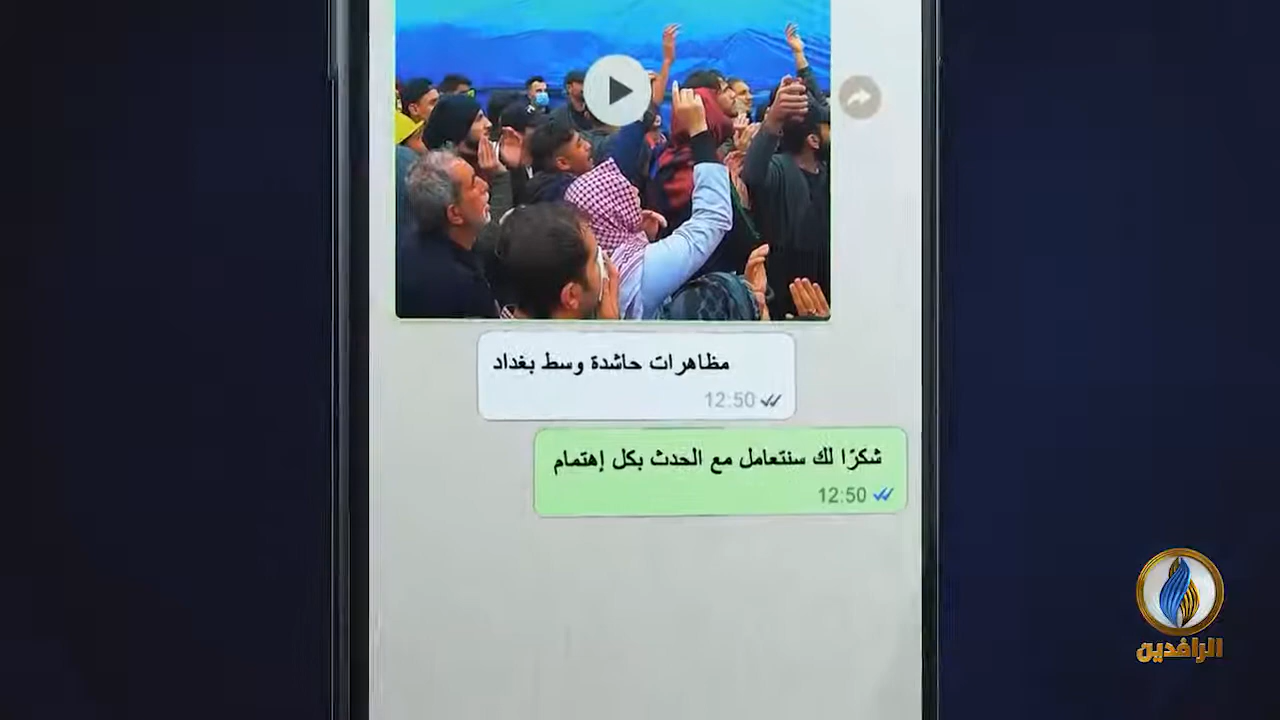 مظاهرات حاشدة وسط بغداد
12:50
شكرًا لك سنتعامل مع الحدث بكل إهتمام
12:50
الرافدين